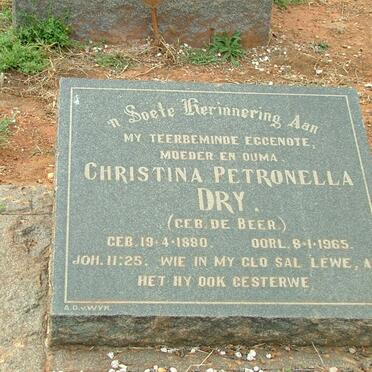 'n Soete Herinnering Aan
MY TEERBEMINDE EGGENOTE,
MOEDER EN OUMA.
CHRISTINA PETRONELLA
DRY.
(GEB. DE BEER.)
GEB. 19-4-1880. OORL. 8-1-1965.
JOH. 11:25. WIE IN MY GLO SAL LEWE, A
HET HY OOK GESTERWE
A.D.v.WYK.